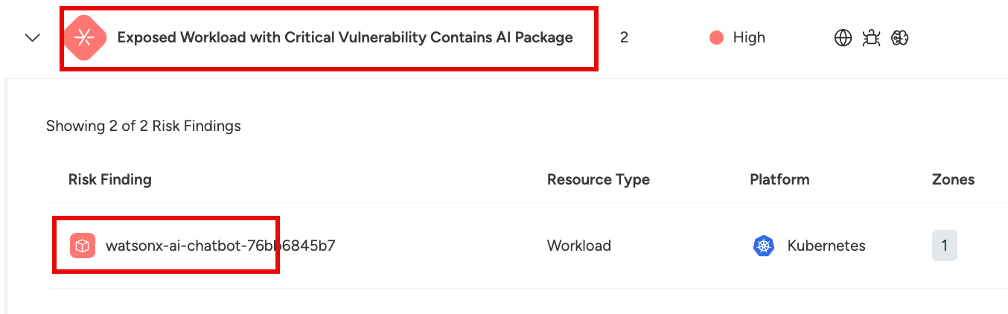 Exposed Workload with Critical Vulnerability Contains AI Package 2 High
Showing 2 of 2 Risk Findings
Risk Finding Resource Type Platform Zones
watsonx-ai-chatbot-76bb6845b7 Workload Kubernetes 1